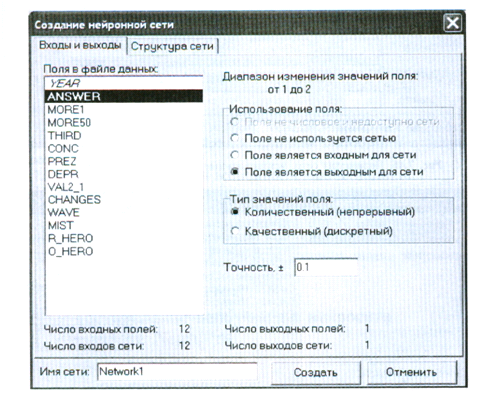 Создание нейронной сети
Входы и выходы Структура сети
Поля в файле данных:
YEAR
ANSWER
MORE1
MORE50
THIRD
CONC
PREZ
DEPR
VAL2_1
CHANGES
WAVE
MIST
R_HERO
O_HERO
Диапазон изменения значений поля:
от 1 до 2
Использование поля:
Поле не числовое и недоступно сети
Поле не используется сетью
Поле является входным для сети
Поле является выходным для сети
Тип значений поля:
Количественный (непрерывный)
Качественный (дискретный)
Точность, ± 0.1
Число входных полей: 12 Число выходных полей: 1
Число входов сети: 12 Число выходов сети: 1
Имя сети: Network1 Создать Отменить